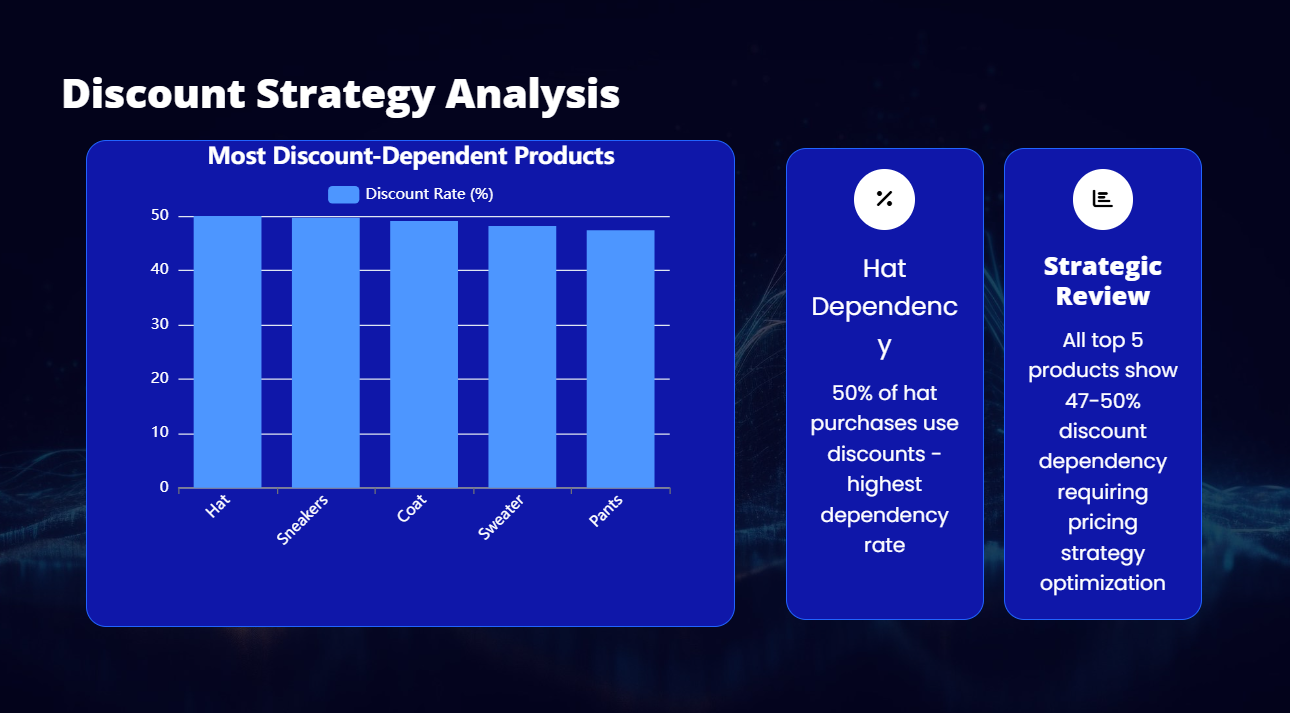 Discount Strategy Analysis
Most Discount-Dependent Products
Discount Rate (%)
50
40
30
20
10
0
Hat
Sneakers
Coat
Sweater
Pants
Hat
Dependenc
y
50% of hat
purchases use
discounts -
highest
dependency
rate
Strategic
Review
All top 5
products show
47-50%
discount
dependency
requiring
pricing
strategy
optimization